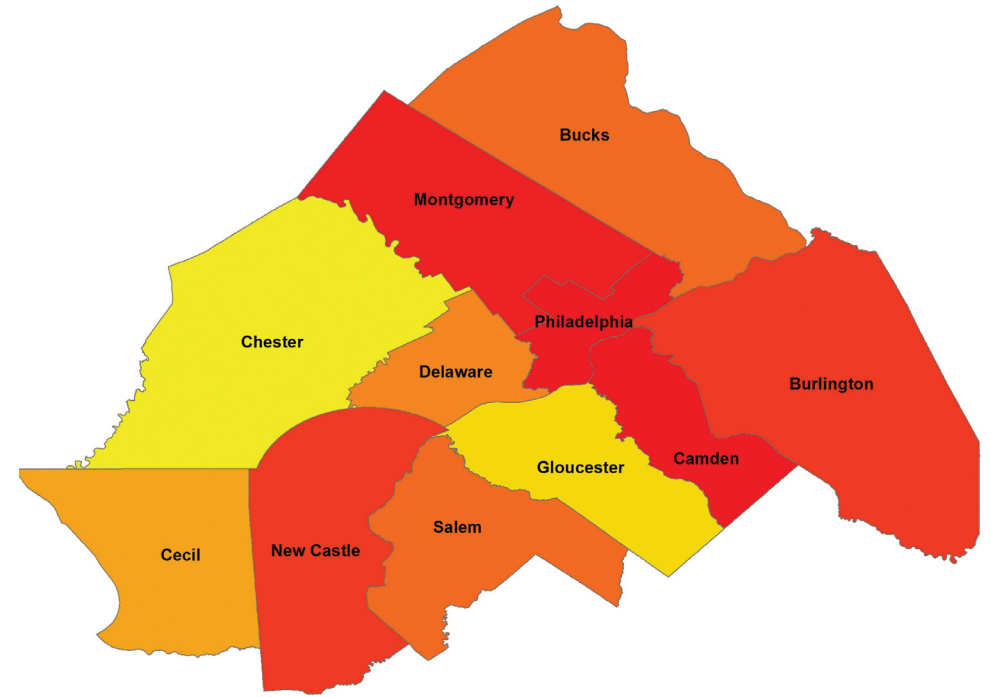 Bucks
Montgomery
Philadelphia
Chester
Delaware
Burlington
Camden
Gloucester
Salem
New Castle
Cecil